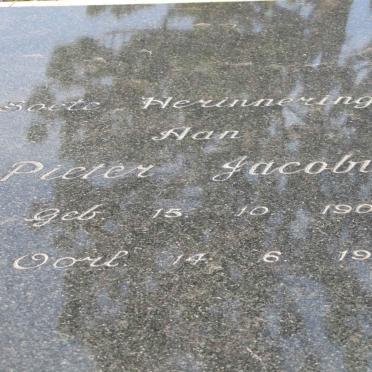 Soete Herinnering
Aan
Pieter Jacobu
Geb. 15 10 190
Oorl. 14 6 19